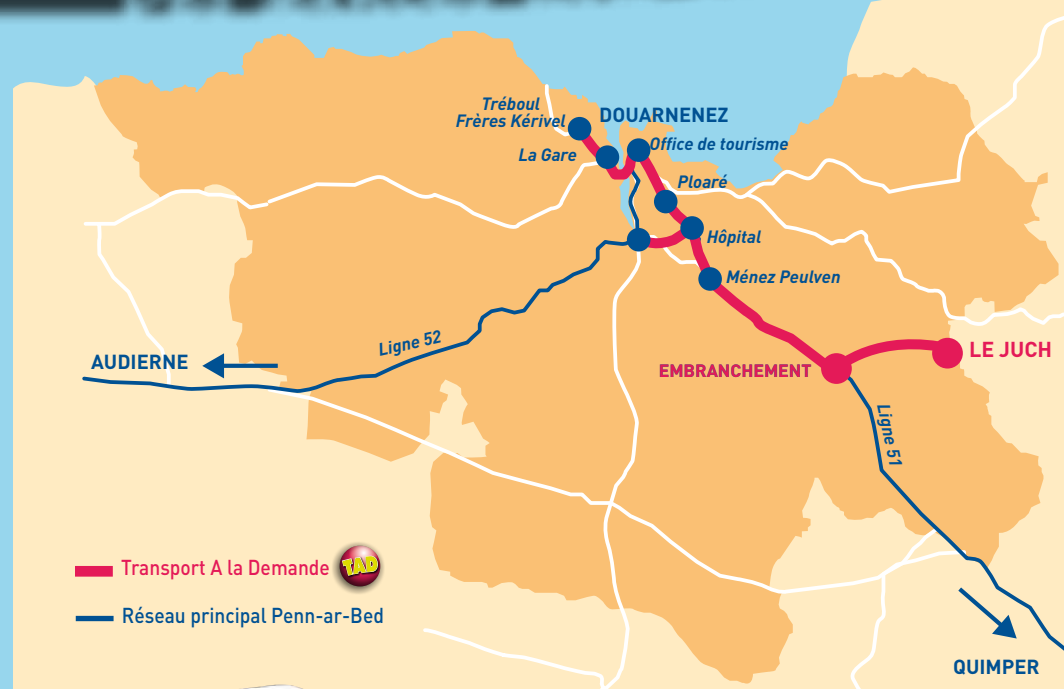 Tréboul
Frères Kérivel
DOUARNENEZ
La Gare
Office de tourisme
Ploaré
Hôpital
Ménez Peulven
Ligne 52
AUDIERNE
EMBRANCHEMENT
LE JUCH
Ligne 51
Transport A la Demande
TAD
Réseau principal Penn-ar-Bed
QUIMPER